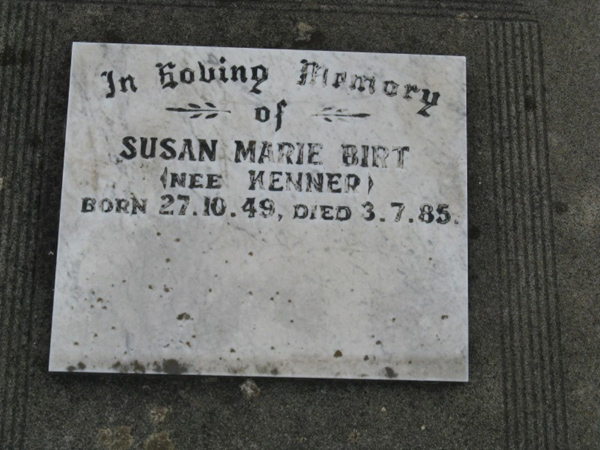 In Loving Memory
of
SUSAN MARIE BIRT
(NEE KENNER)
BORN 27.10.49, DIED 3.7.85.